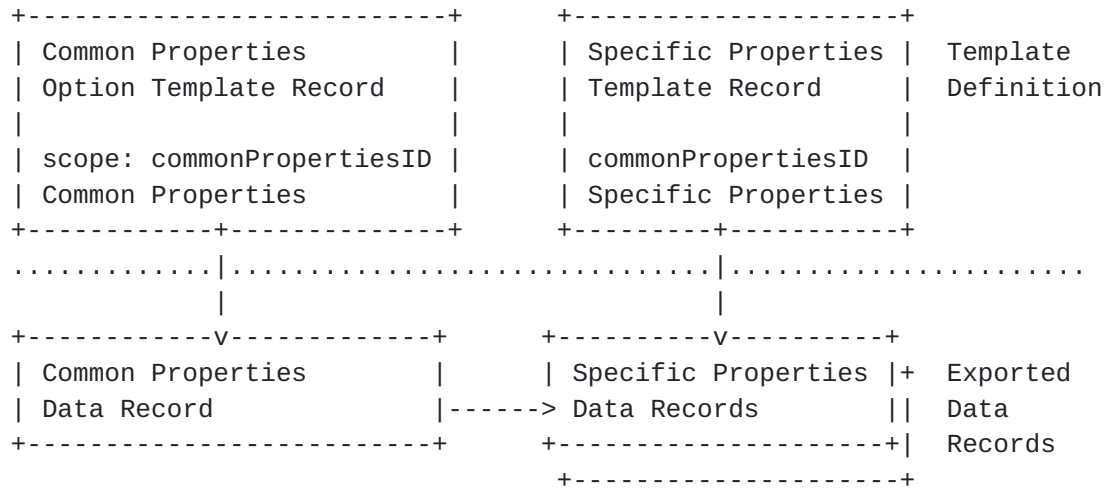 +---------------------------+      +---------------------+
| Common Properties         |      | Specific Properties |  Template
| Option Template Record    |      | Template Record     |  Definition
|                           |      |                     |
| scope: commonPropertiesID |      | commonPropertiesID  |
| Common Properties         |      | Specific Properties |
+------------+--------------+      +---------+-----------+
.............|...............................|.......................
             |                               |
+------------v-------------+      +----------v----------+
| Common Properties        |      | Specific Properties |+  Exported
| Data Record              |------> Data Records        ||  Data
+--------------------------+      +---------------------+|  Records
                                   +---------------------+